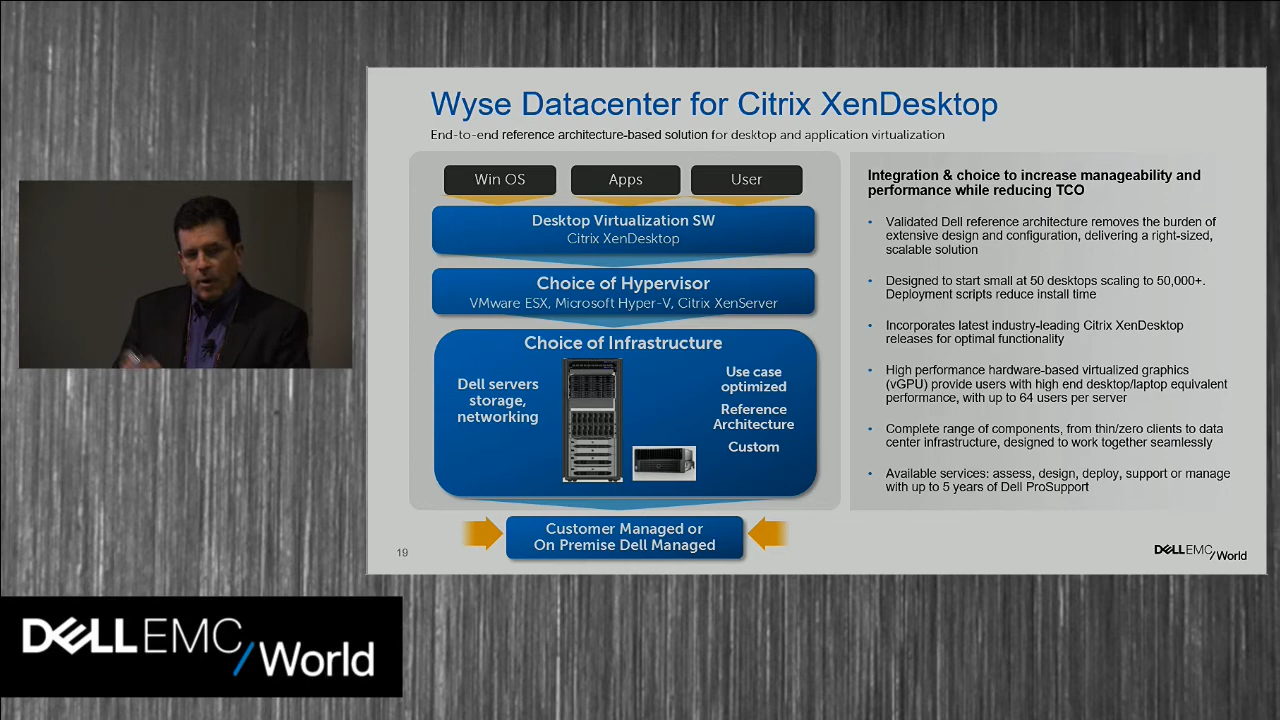 Wyse Datacenter for Citrix XenDesktop
End-to-end reference architecture-based solution for desktop and application virtualization
Win OS
Apps
User
Desktop Virtualization SW
Citrix XenDesktop
Choice of Hypervisor
VMware ESX, Microsoft Hyper-V, Citrix XenServer
Choice of Infrastructure
Dell servers
storage,
networking
Use case
optimized
Reference
Architecture
Custom
Customer Managed or
On Premise Dell Managed
Integration & choice to increase manageability and
performance while reducing TCO
• Validated Dell reference architecture removes the burden of
extensive design and configuration, delivering a right-sized,
scalable solution
• Designed to start small at 50 desktops scaling to 50,000+.
Deployment scripts reduce install time
• Incorporates latest industry-leading Citrix XenDesktop
releases for optimal functionality
• High performance hardware-based virtualized graphics
(vGPU) provide users with high end desktop/laptop equivalent
performance, with up to 64 users per server
• Complete range of components, from thin/zero clients to data
center infrastructure, designed to work together seamlessly
• Available services: assess, design, deploy, support or manage
with up to 5 years of Dell ProSupport
19
DELLEMC
/World
DELLEMC
/World